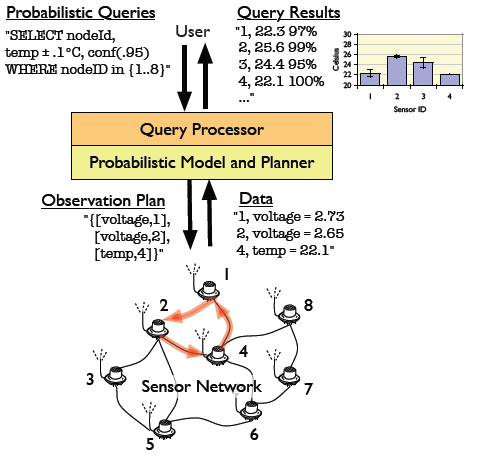 Probabilistic Queries
"SELECT nodeId,
temp ± .1°C, conf(.95)
WHERE nodeID in {1..8}"
User
Query Results
"1, 22.3 97%
2, 25.6 99%
3, 24.4 95%
4, 22.1 100%
..."
Celsius
30
28
26
24
22
20
1 2 3 4
Sensor ID
Query Processor
Probabilistic Model and Planner
Observation Plan
"{[voltage,1],
[voltage,2],
[temp,4]}"
Data
"1, voltage = 2.73
2, voltage = 2.65
4, temp = 22.1"
1
2
8
4
3
Sensor Network
7
5
6